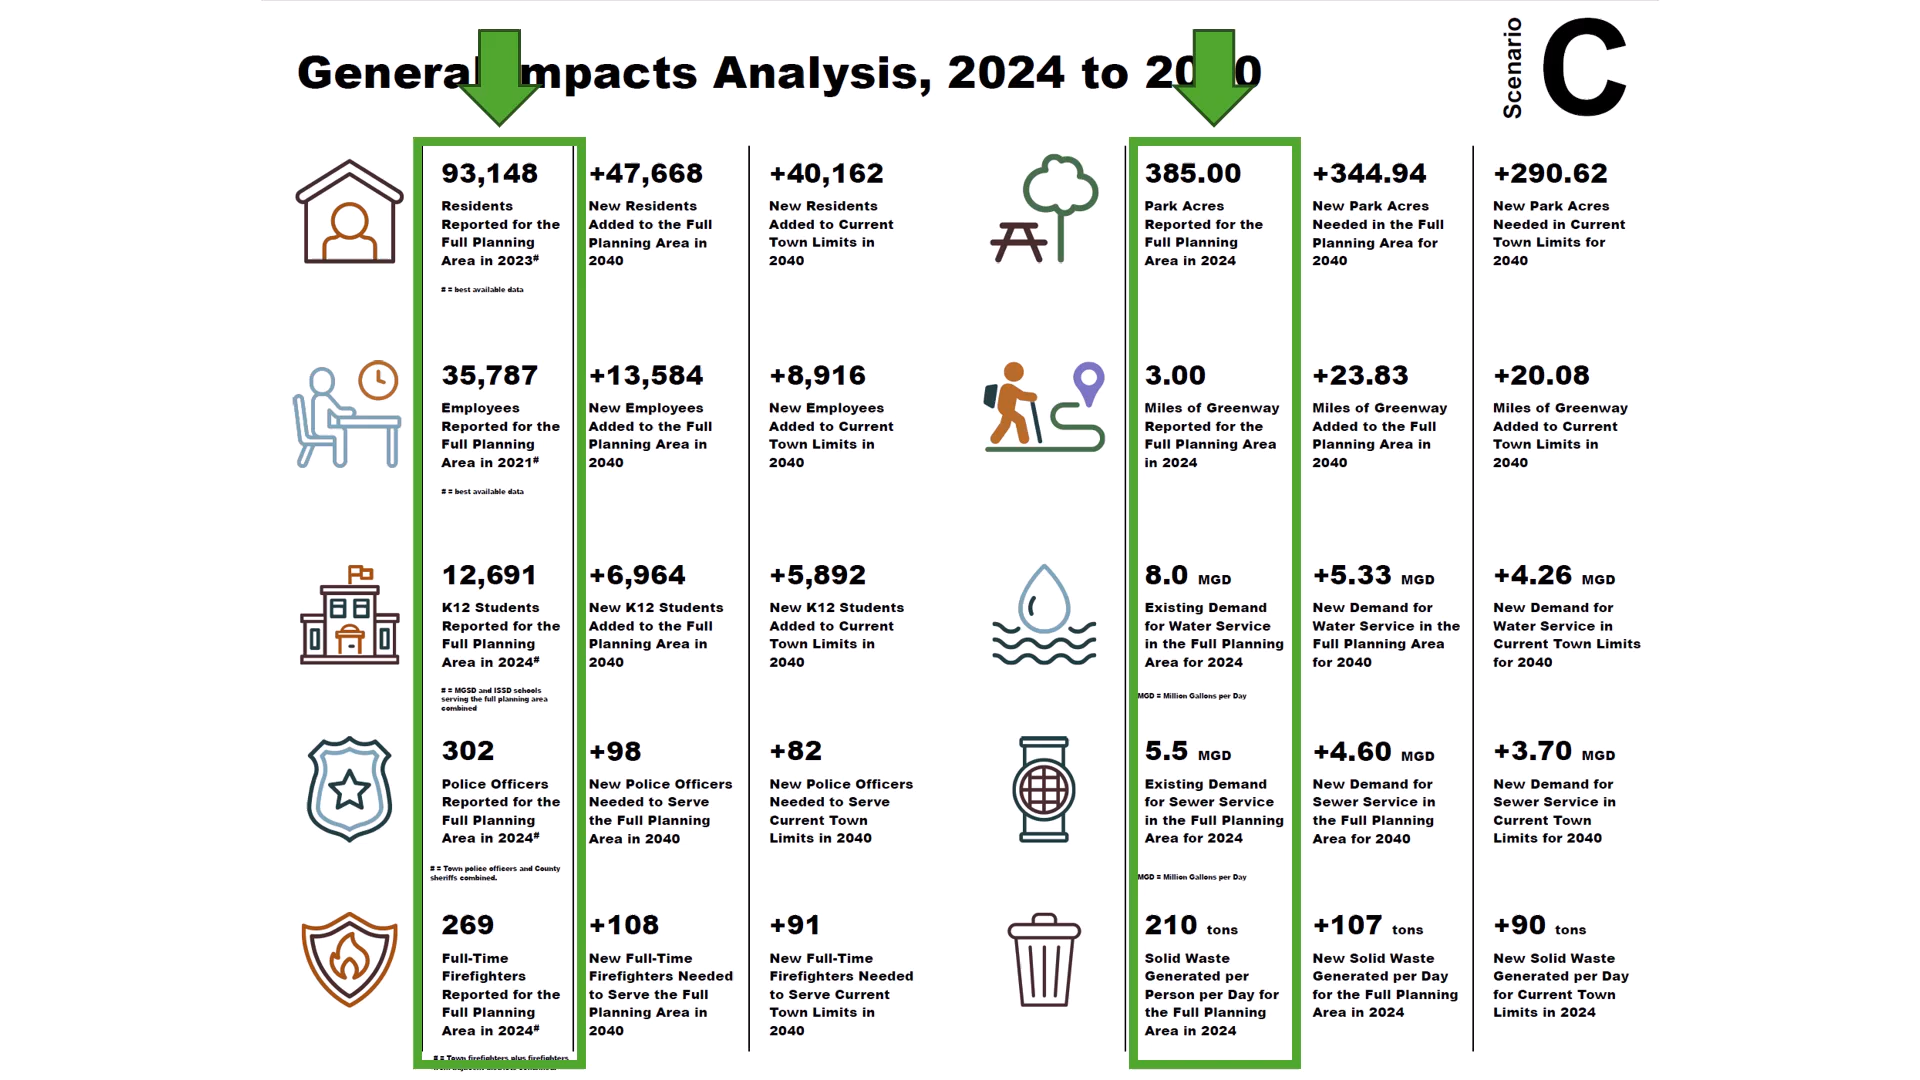 General Impacts Analysis, 2024 to 20 0
Scenario
C
93,148
Residents
Reported for the
Full Planning
Area in 2023#
# = best available data
+47,668
New Residents
Added to the Full
Planning Area in
2040
+40,162
New Residents
Added to Current
Town Limits in
2040
35,787
Employees
Reported for the
Full Planning
Area in 2021#
# = best available data
+13,584
New Employees
Added to the Full
Planning Area in
2040
+8,916
New Employees
Added to Current
Town Limits in
2040
12,691
K12 Students
Reported for the
Full Planning
Area in 2024#
# = MGSD and ISSD schools
serving the full planning area
combined
+6,964
New K12 Students
Added to the Full
Planning Area in
2040
+5,892
New K12 Students
Added to Current
Town Limits in
2040
302
Police Officers
Reported for the
Full Planning
Area in 2024#
# = Town police officers and County
sheriffs combined.
+98
New Police Officers
Needed to Serve
the Full Planning
Area in 2040
+82
New Police Officers
Needed to Serve
Current Town
Limits in 2040
269
Full-Time
Firefighters
Reported for the
Full Planning
Area in 2024#
# = Town firefighters plus firefighters
+108
New Full-Time
Firefighters Needed
to Serve the Full
Planning Area in
2040
+91
New Full-Time
Firefighters Needed
to Serve Current
Town Limits in
2040
385.00
Park Acres
Reported for the
Full Planning
Area in 2024
+344.94
New Park Acres
Needed in the Full
Planning Area for
2040
+290.62
New Park Acres
Needed in Current
Town Limits for
2040
3.00
Miles of Greenway
Reported for the
Full Planning Area
in 2024
+23.83
Miles of Greenway
Added to the Full
Planning Area in
2040
+20.08
Miles of Greenway
Added to Current
Town Limits in
2040
8.0 MGD
Existing Demand
for Water Service
in the Full Planning
Area for 2024
MGD = Million Gallons per Day
+5.33 MGD
New Demand for
Water Service in the
Full Planning Area
for 2040
+4.26 MGD
New Demand for
Water Service in
Current Town Limits
for 2040
5.5 MGD
Existing Demand
for Sewer Service
in the Full Planning
Area for 2024
MGD = Million Gallons per Day
+4.60 MGD
New Demand for
Sewer Service in
the Full Planning
Area for 2040
+3.70 MGD
New Demand for
Sewer Service in
Current Town
Limits for 2040
210 tons
Solid Waste
Generated per
Person per Day for
the Full Planning
Area in 2024
+107 tons
New Solid Waste
Generated per Day
for the Full Planning
Area in 2024
+90 tons
New Solid Waste
Generated per Day
for Current Town
Limits in 2024